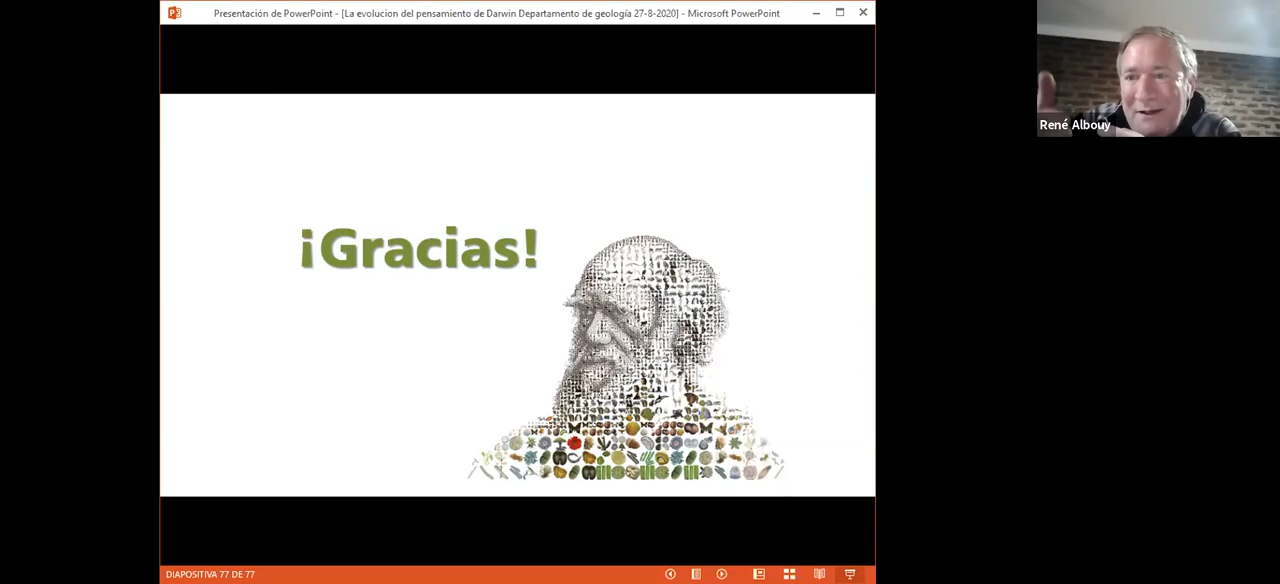 Presentación de PowerPoint - [La evolucion del pensamiento de Darwin Departamento de geología 27-8-2020] - Microsoft PowerPoint
René Albouy
¡Gracias!
DIAPOSITIVA 77 DE 77